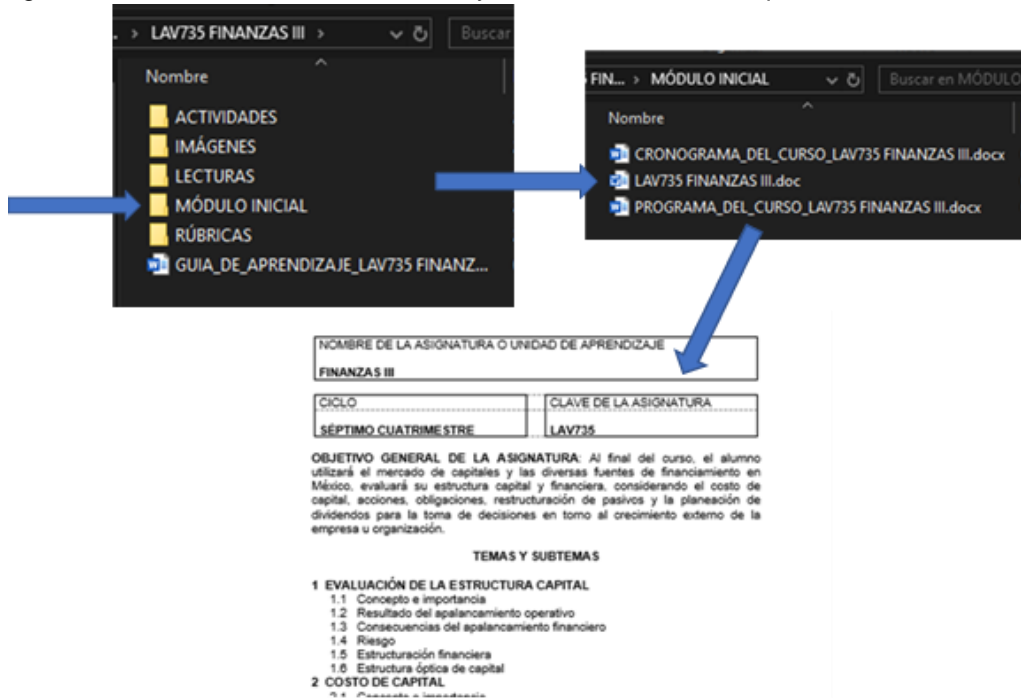 LAV735 FINANZAS III
Buscar
Nombre
ACTIVIDADES
IMÁGENES
LECTURAS
MÓDULO INICIAL
RÚBRICAS
GUIA_DE_APRENDIZAJE_LAV735 FINANZ...
FIN... > MÓDULO INICIAL
Buscar en MÓDULO
Nombre
CRONOGRAMA_DEL_CURSO_LAV735 FINANZAS III.docx
LAV735 FINANZAS III.doc
PROGRAMA_DEL_CURSO_LAV735 FINANZAS III.docx
NOMBRE DE LA ASIGNATURA O UNIDAD DE APRENDIZAJE
FINANZAS III
CICLO
SÉPTIMO CUATRIMESTRE
CLAVE DE LA ASIGNATURA
LAV735
OBJETIVO GENERAL DE LA ASIGNATURA: Al final del curso, el alumno
utilizará el mercado de capitales y las diversas fuentes de financiamiento en
México, evaluará su estructura capital y financiera, considerando el costo de
capital, acciones, obligaciones, restructuración de pasivos y la planeación de
dividendos para la toma de decisiones en torno al crecimiento externo de la
empresa u organización.
TEMAS Y SUBTEMAS
1 EVALUACIÓN DE LA ESTRUCTURA CAPITAL
1.1 Concepto e importancia
1.2 Resultado del apalancamiento operativo
1.3 Consecuencias del apalancamiento financiero
1.4 Riesgo
1.5 Estructuración financiera
1.6 Estructura óptica de capital
2 COSTO DE CAPITAL
2.1 Concepto e importancia